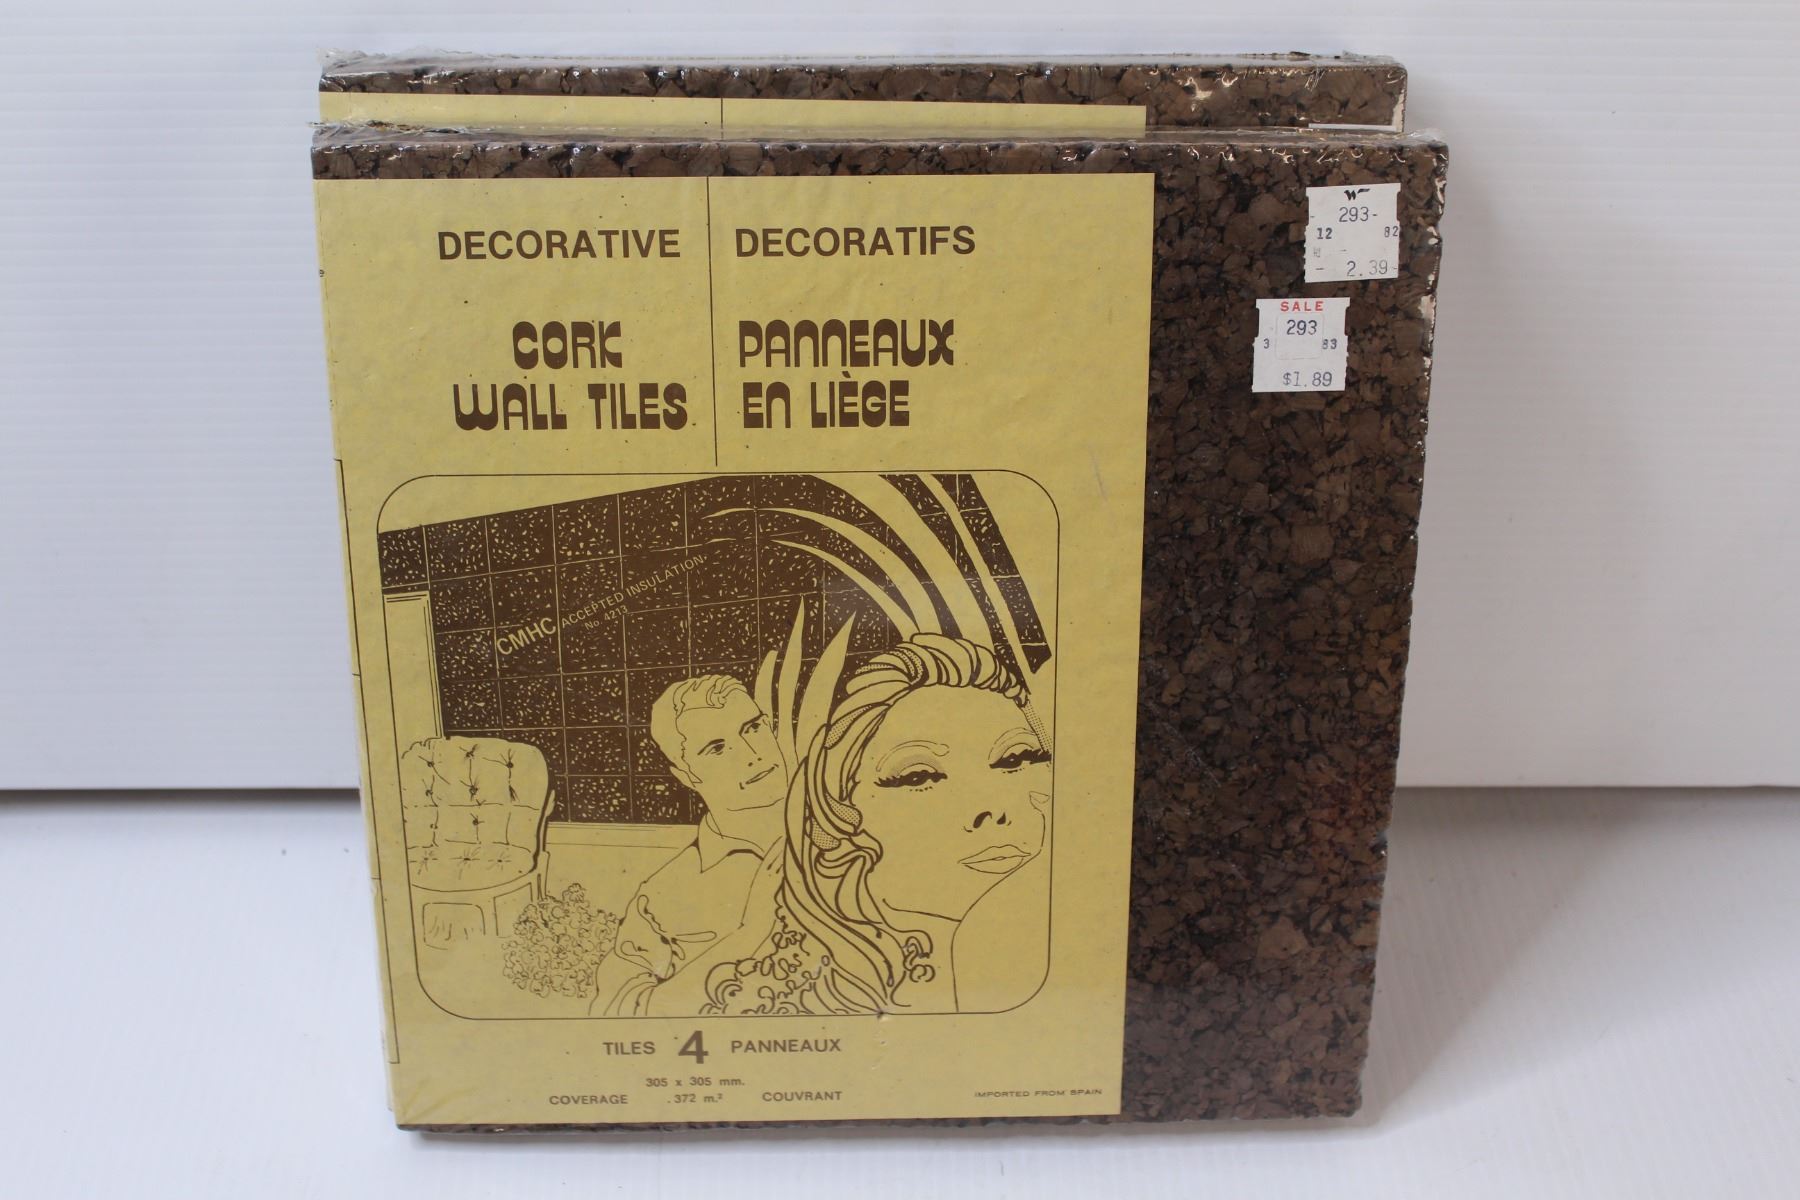 DECORATIVE
CORK
WALL TILES
DECORATIFS
PANNEAUX
EN LIÈGE
W
- 293-
12 82
- 2.39-
SALE
293
3 83
$1.89
CMHC ACCEPTED INSULATION
No 4213
TILES 4 PANNEAUX
305 x 305 mm.
COVERAGE .372 m.² COUVRANT
IMPORTED FROM SPAIN